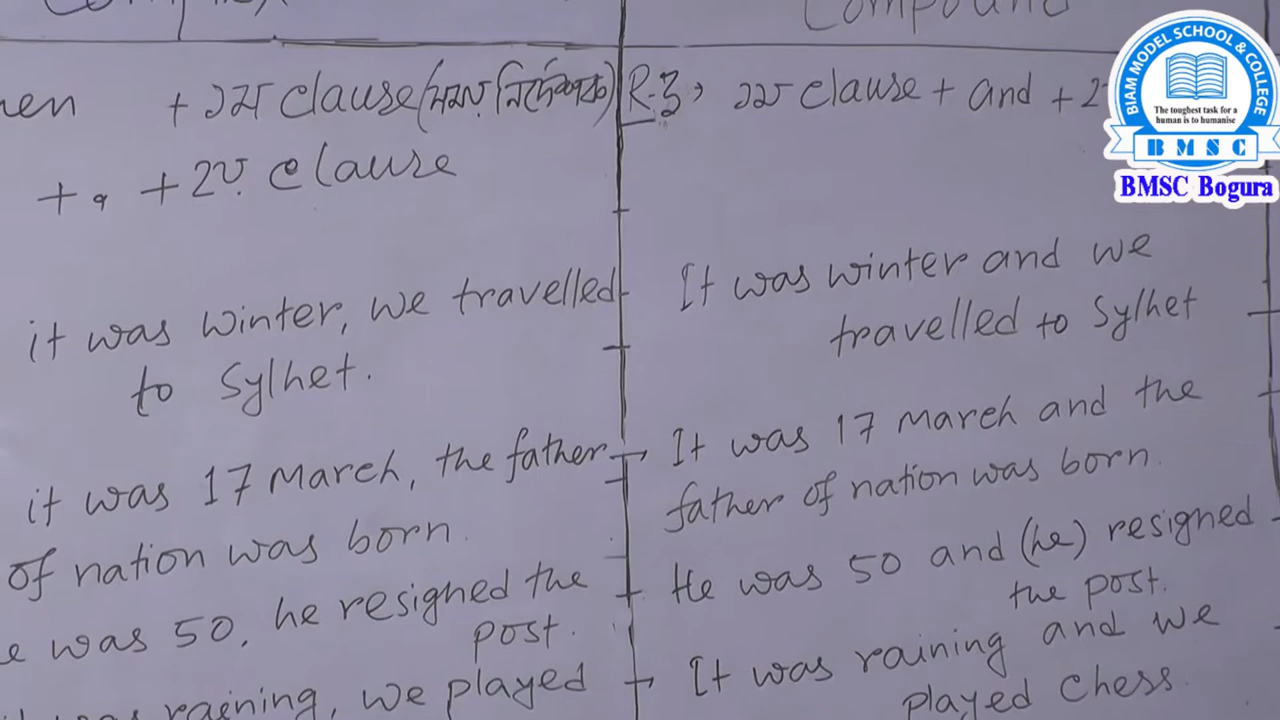 Compound
+ ১ম clause (সময় নির্দেশক)
+ , + ২য় clause
it was winter, we travelled
to Sylhet.
it was 17 March, the father
of nation was born.
was 50, he resigned the
post.
raining, we played
R-3, ১ম clause + and +
It was winter and we
travelled to Sylhet
It was 17 March and the
father of nation was born.
He was 50 and (he) resigned
the post.
It was raining and we
played chess.
BIAM MODEL SCHOOL & COLLEGE
The toughest task for a
human is to humanise
BMSC
BMSC Bogura